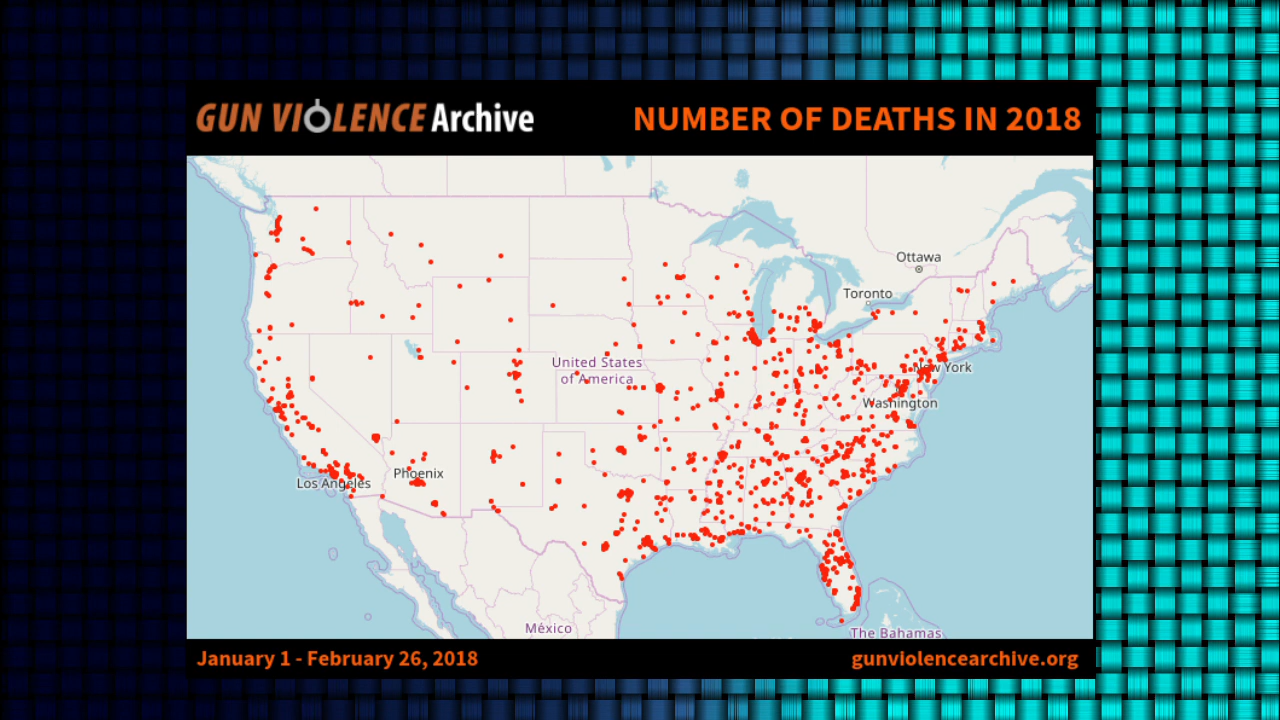 GUN VIOLENCE Archive
NUMBER OF DEATHS IN 2018
Ottawa
Toronto
United States
of America
New York
Washington
Phoenix
Los Angeles
México
The Bahamas
January 1 - February 26, 2018
gunviolencearchive.org